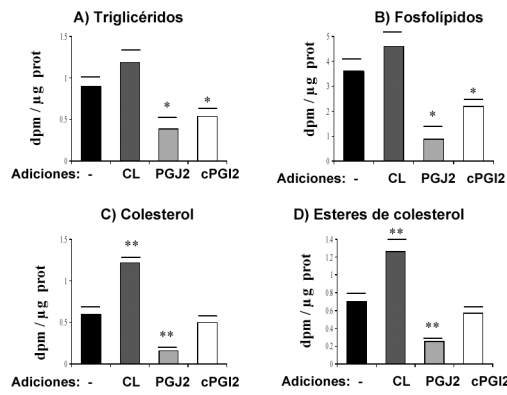 A) Triglicéridos
dpm / µg prot
1.5
1
0.5
0
* *
Adiciones: - CL PGJ2 cPGI2
B) Fosfolípidos
dpm / µg prot
5
4
3
2
1
0
* *
Adiciones: - CL PGJ2 cPGI2
C) Colesterol
dpm / µg prot
1.5
1
0.5
0
** **
Adiciones: - CL PGJ2 cPGI2
D) Esteres de colesterol
dpm / µg prot
1.4
1.2
1
0.8
0.6
0.4
0.2
0
** **
Adiciones: - CL PGJ2 cPGI2